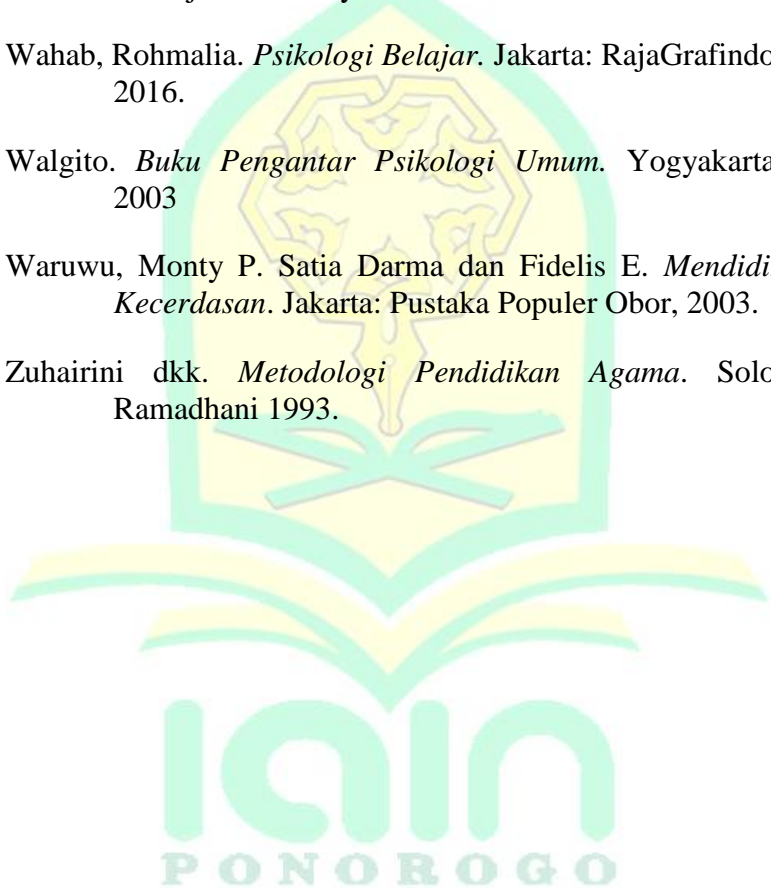 Wahab, Rohmalia. Psikologi Belajar. Jakarta: RajaGrafindo
2016.
Walgito. Buku Pengantar Psikologi Umum. Yogyakarta
2003
Waruwu, Monty P. Satia Darma dan Fidelis E. Mendidi
Kecerdasan. Jakarta: Pustaka Populer Obor, 2003.
Zuhairini dkk. Metodologi Pendidikan Agama. Solo
Ramadhani 1993.
iain
PONOROGO